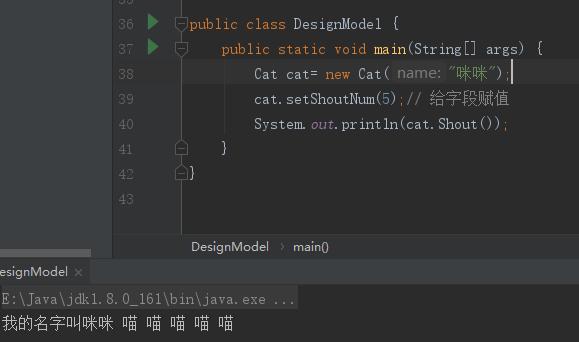 36 public class DesignModel {
37 public static void main(String[] args) {
38 Cat cat= new Cat( name: "咪咪");
39 cat.setShoutNum(5);// 给字段赋值
40 System.out.println(cat.Shout());
41 }
42 }
43
DesignModel › main()
esignModel ×
E:\Java\jdk1.8.0_161\bin\java.exe ...
我的名字叫咪咪 喵 喵 喵 喵 喵